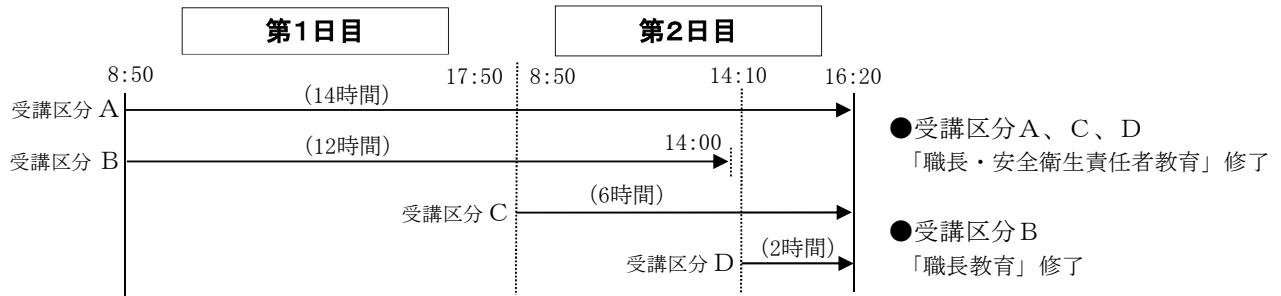 第1日目 第2日目
8:50 17:50 8:50 14:10 16:20
受講区分 A (14時間)
受講区分 B (12時間) 14:00
受講区分 C (6時間)
受講区分 D (2時間)
●受講区分A、C、D
「職長・安全衛生責任者教育」修了
●受講区分B
「職長教育」修了